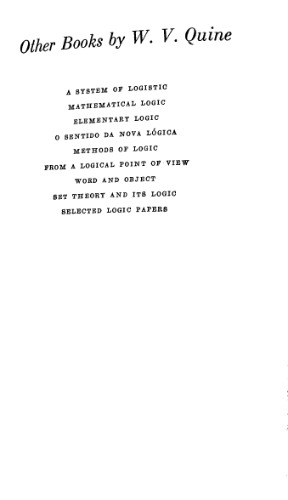 Other Books by W. V. Quine
A SYSTEM OF LOGISTIC
MATHEMATICAL LOGIC
ELEMENTARY LOGIC
O SENTIDO DA NOVA LÓGICA
METHODS OF LOGIC
FROM A LOGICAL POINT OF VIEW
WORD AND OBJECT
SET THEORY AND ITS LOGIC
SELECTED LOGIC PAPERS